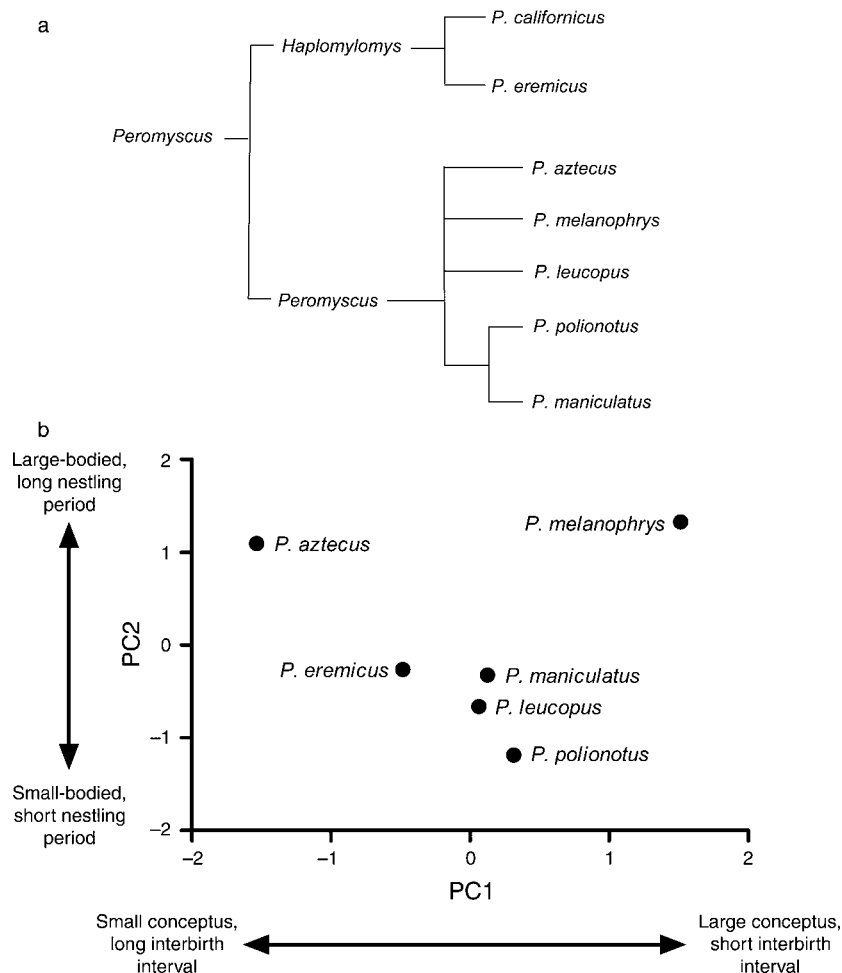 a
P. californicus
Haplomylomys
P. eremicus
Peromyscus
P. aztecus
P. melanophrys
P. leucopus
Peromyscus
P. polionotus
P. maniculatus
b
Large-bodied,
long nestling
period
2
1
0
−1
−2
PC2
P. melanophrys
P. aztecus
P. eremicus
P. maniculatus
P. leucopus
P. polionotus
Small-bodied,
short nestling
period
−2
−1
0
1
2
PC1
Small conceptus,
long interbirth
interval
Large conceptus,
short interbirth
interval